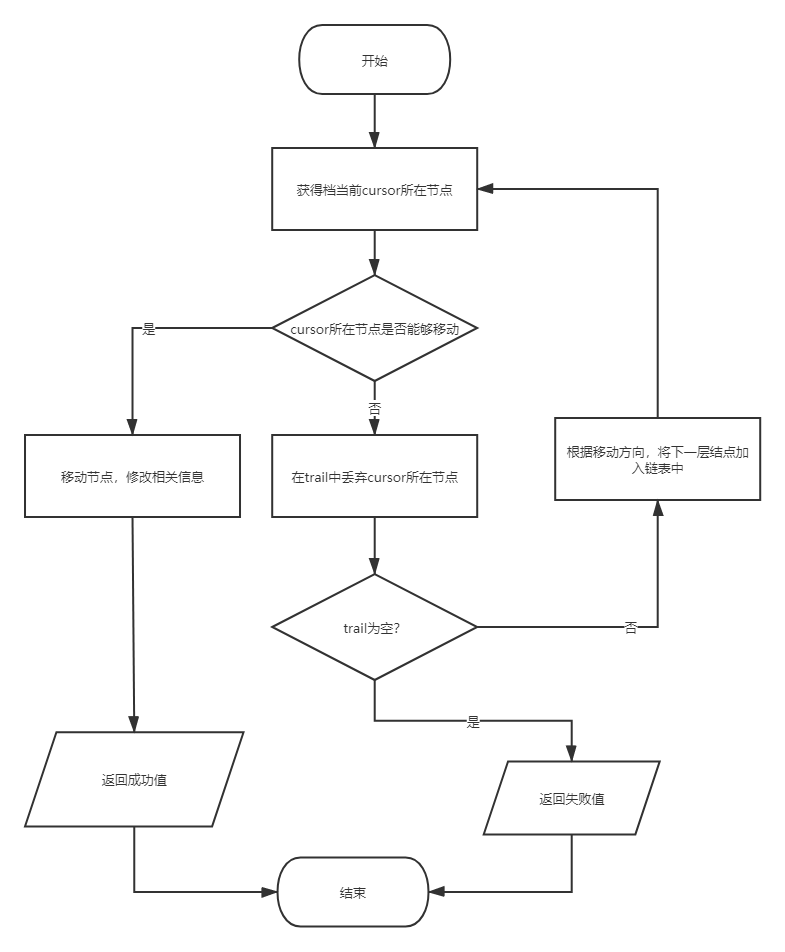 开始
获得档当前cursor所在节点
cursor所在节点是否能够移动
是
否
移动节点，修改相关信息
在trail中丢弃cursor所在节点
根据移动方向，将下一层结点加
入链表中
trail为空？
否
是
返回成功值
返回失败值
结束